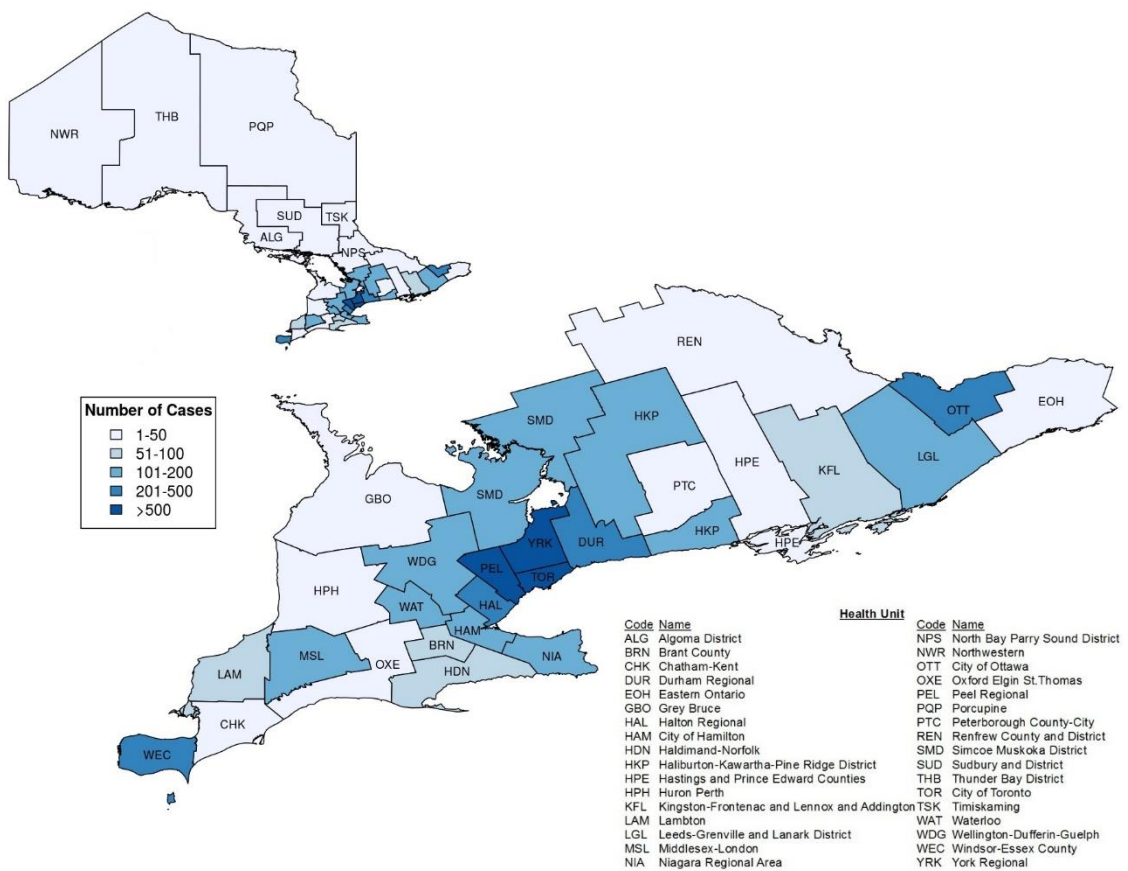 THB
PQP
NWR
SUD
TSK
ALG
NPS
REN
Number of Cases
1-50
51-100
101-200
201-500
>500
SMD
HKP
OTT
EOH
LGL
HPE
KFL
PTC
GBO
SMD
HKP
YRK
DUR
HPE
WDG
PEL
TOR
HPH
WAT
HAL
HAM
BRN
NIA
MSL
OXE
HDN
LAM
CHK
WEC
Health Unit
Code Name Code Name
ALG Algoma District NPS North Bay Parry Sound District
BRN Brant County NWR Northwestern
CHK Chatham-Kent OTT City of Ottawa
DUR Durham Regional OXE Oxford Elgin St.Thomas
EOH Eastern Ontario PEL Peel Regional
GBO Grey Bruce PQP Porcupine
HAL Halton Regional PTC Peterborough County-City
HAM City of Hamilton REN Renfrew County and District
HDN Haldimand-Norfolk SMD Simcoe Muskoka District
HKP Haliburton-Kawartha-Pine Ridge District SUD Sudbury and District
HPE Hastings and Prince Edward Counties THB Thunder Bay District
HPH Huron Perth TOR City of Toronto
KFL Kingston-Frontenac and Lennox and Addington TSK Timiskaming
LAM Lambton WAT Waterloo
LGL Leeds-Grenville and Lanark District WDG Wellington-Dufferin-Guelph
MSL Middlesex-London WEC Windsor-Essex County
NIA Niagara Regional Area YRK York Regional